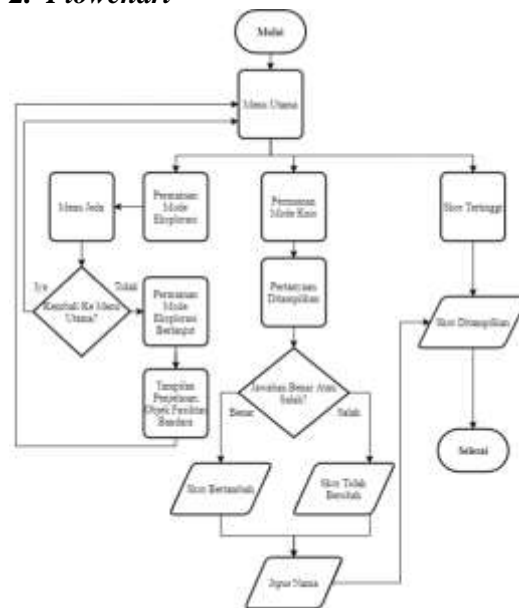 2. Flowchart
Mulai
Menu Utama
Menu Jeda
Permainan
Mode
Eksplorasi
Permainan
Mode Kuis
Skor Tertinggi
Iya
Tidak
Kembali Ke Menu
Utama?
Permainan
Mode
Eksplorasi
Berlanjut
Pertanyaan
Ditampilkan
Skor Ditampilkan
Tampilan
Penjelasan
Objek Fasilitas
Bandara
Jawaban Benar Atau
Salah?
Benar
Salah
Selesai
Skor Bertambah
Skor Tidak
Berubah
Input Nama